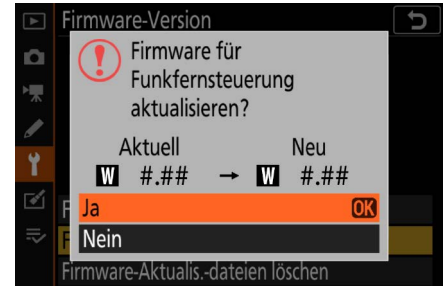 Firmware-Version
Firmware für
Funkfernsteuerung
aktualisieren?
Aktuell Neu
W #.## → W #.##
Ja OK
Nein
Firmware-Aktualis.-dateien löschen